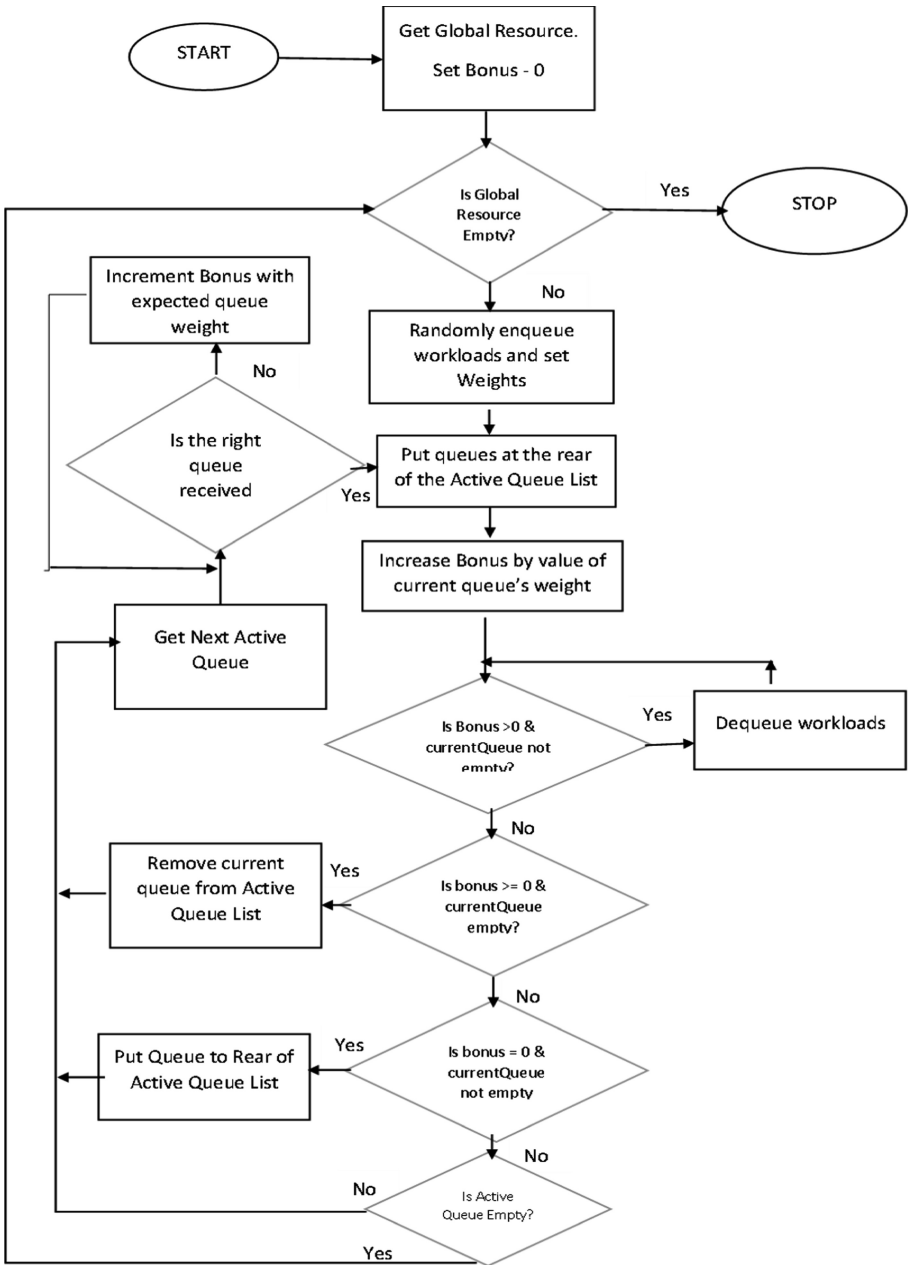 START
Get Global Resource.
Set Bonus - 0
Is Global
Resource
Empty?
Yes
STOP
No
Increment Bonus with
expected queue
weight
Randomly enqueue
workloads and set
Weights
No
Is the right
queue
received
Yes
Put queues at the rear
of the Active Queue List
Increase Bonus by value of
current queue's weight
Get Next Active
Queue
Is Bonus >0 &
currentQueue not
empty?
Yes
Dequeue workloads
No
Remove current
queue from Active
Queue List
Yes
Is bonus >= 0 &
currentQueue
empty?
No
Put Queue to Rear of
Active Queue List
Yes
Is bonus = 0 &
currentQueue
not empty
No
No
Is Active
Queue Empty?
Yes